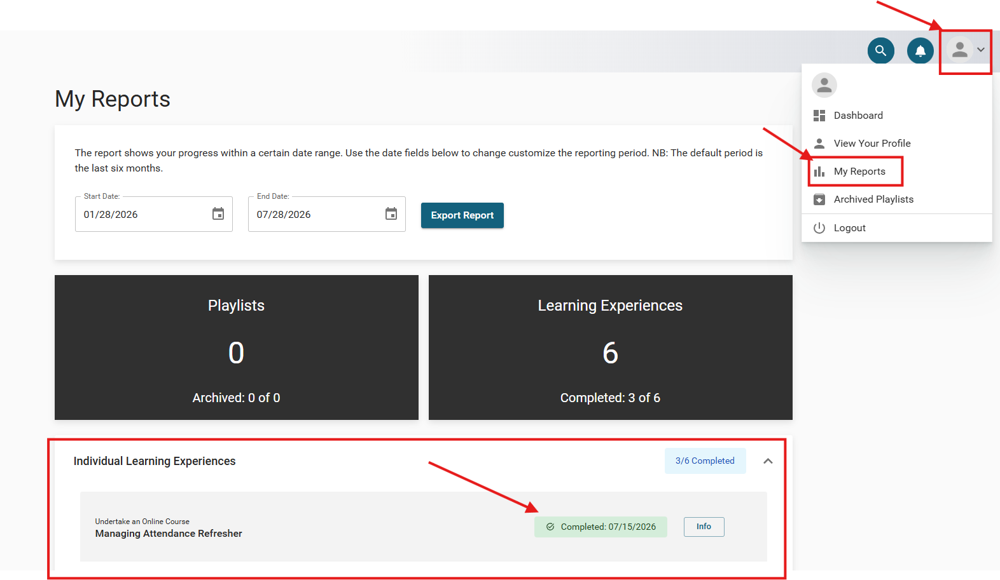 My Reports
The report shows your progress within a certain date range. Use the date fields below to change customize the reporting period. NB: The default period is
the last six months.
Start Date:
01/28/2026
End Date:
07/28/2026
Export Report
Dashboard
View Your Profile
My Reports
Archived Playlists
Logout
Playlists
0
Archived: 0 of 0
Learning Experiences
6
Completed: 3 of 6
Individual Learning Experiences
3/6 Completed
Undertake an Online Course
Managing Attendance Refresher
Completed: 07/15/2026
Info